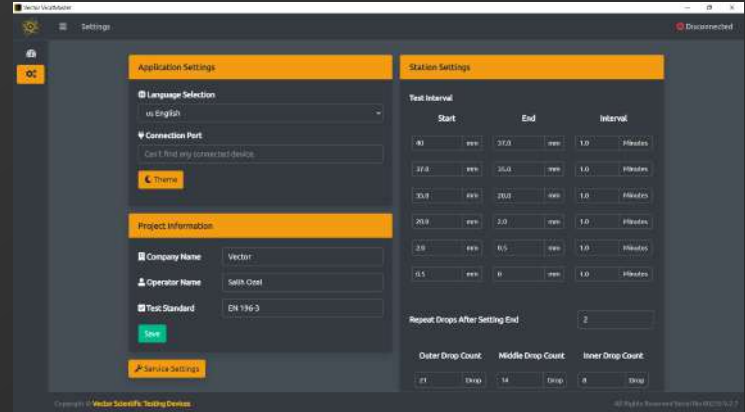 Vector VicatMaster
Settings
Disconnected
Application Settings
Language Selection
us English
Connection Port
Can't find any connected device.
Theme
Project Information
Company Name Vector
Operator Name Salih Ozal
Test Standard EN 196-3
Save
Service Settings
Station Settings
Test Interval
Start End Interval
40 mm 37.0 mm 1.0 Minutes
37.0 mm 35.0 mm 1.0 Minutes
35.0 mm 20.0 mm 1.0 Minutes
20.0 mm 2.0 mm 1.0 Minutes
2.0 mm 0.5 mm 1.0 Minutes
0.5 mm 0 mm 1.0 Minutes
Repeat Drops After Setting End 2
Outer Drop Count Middle Drop Count Inner Drop Count
21 Drop 14 Drop 8 Drop
Copyright © Vector Scientific Testing Devices
All Rights Reserved